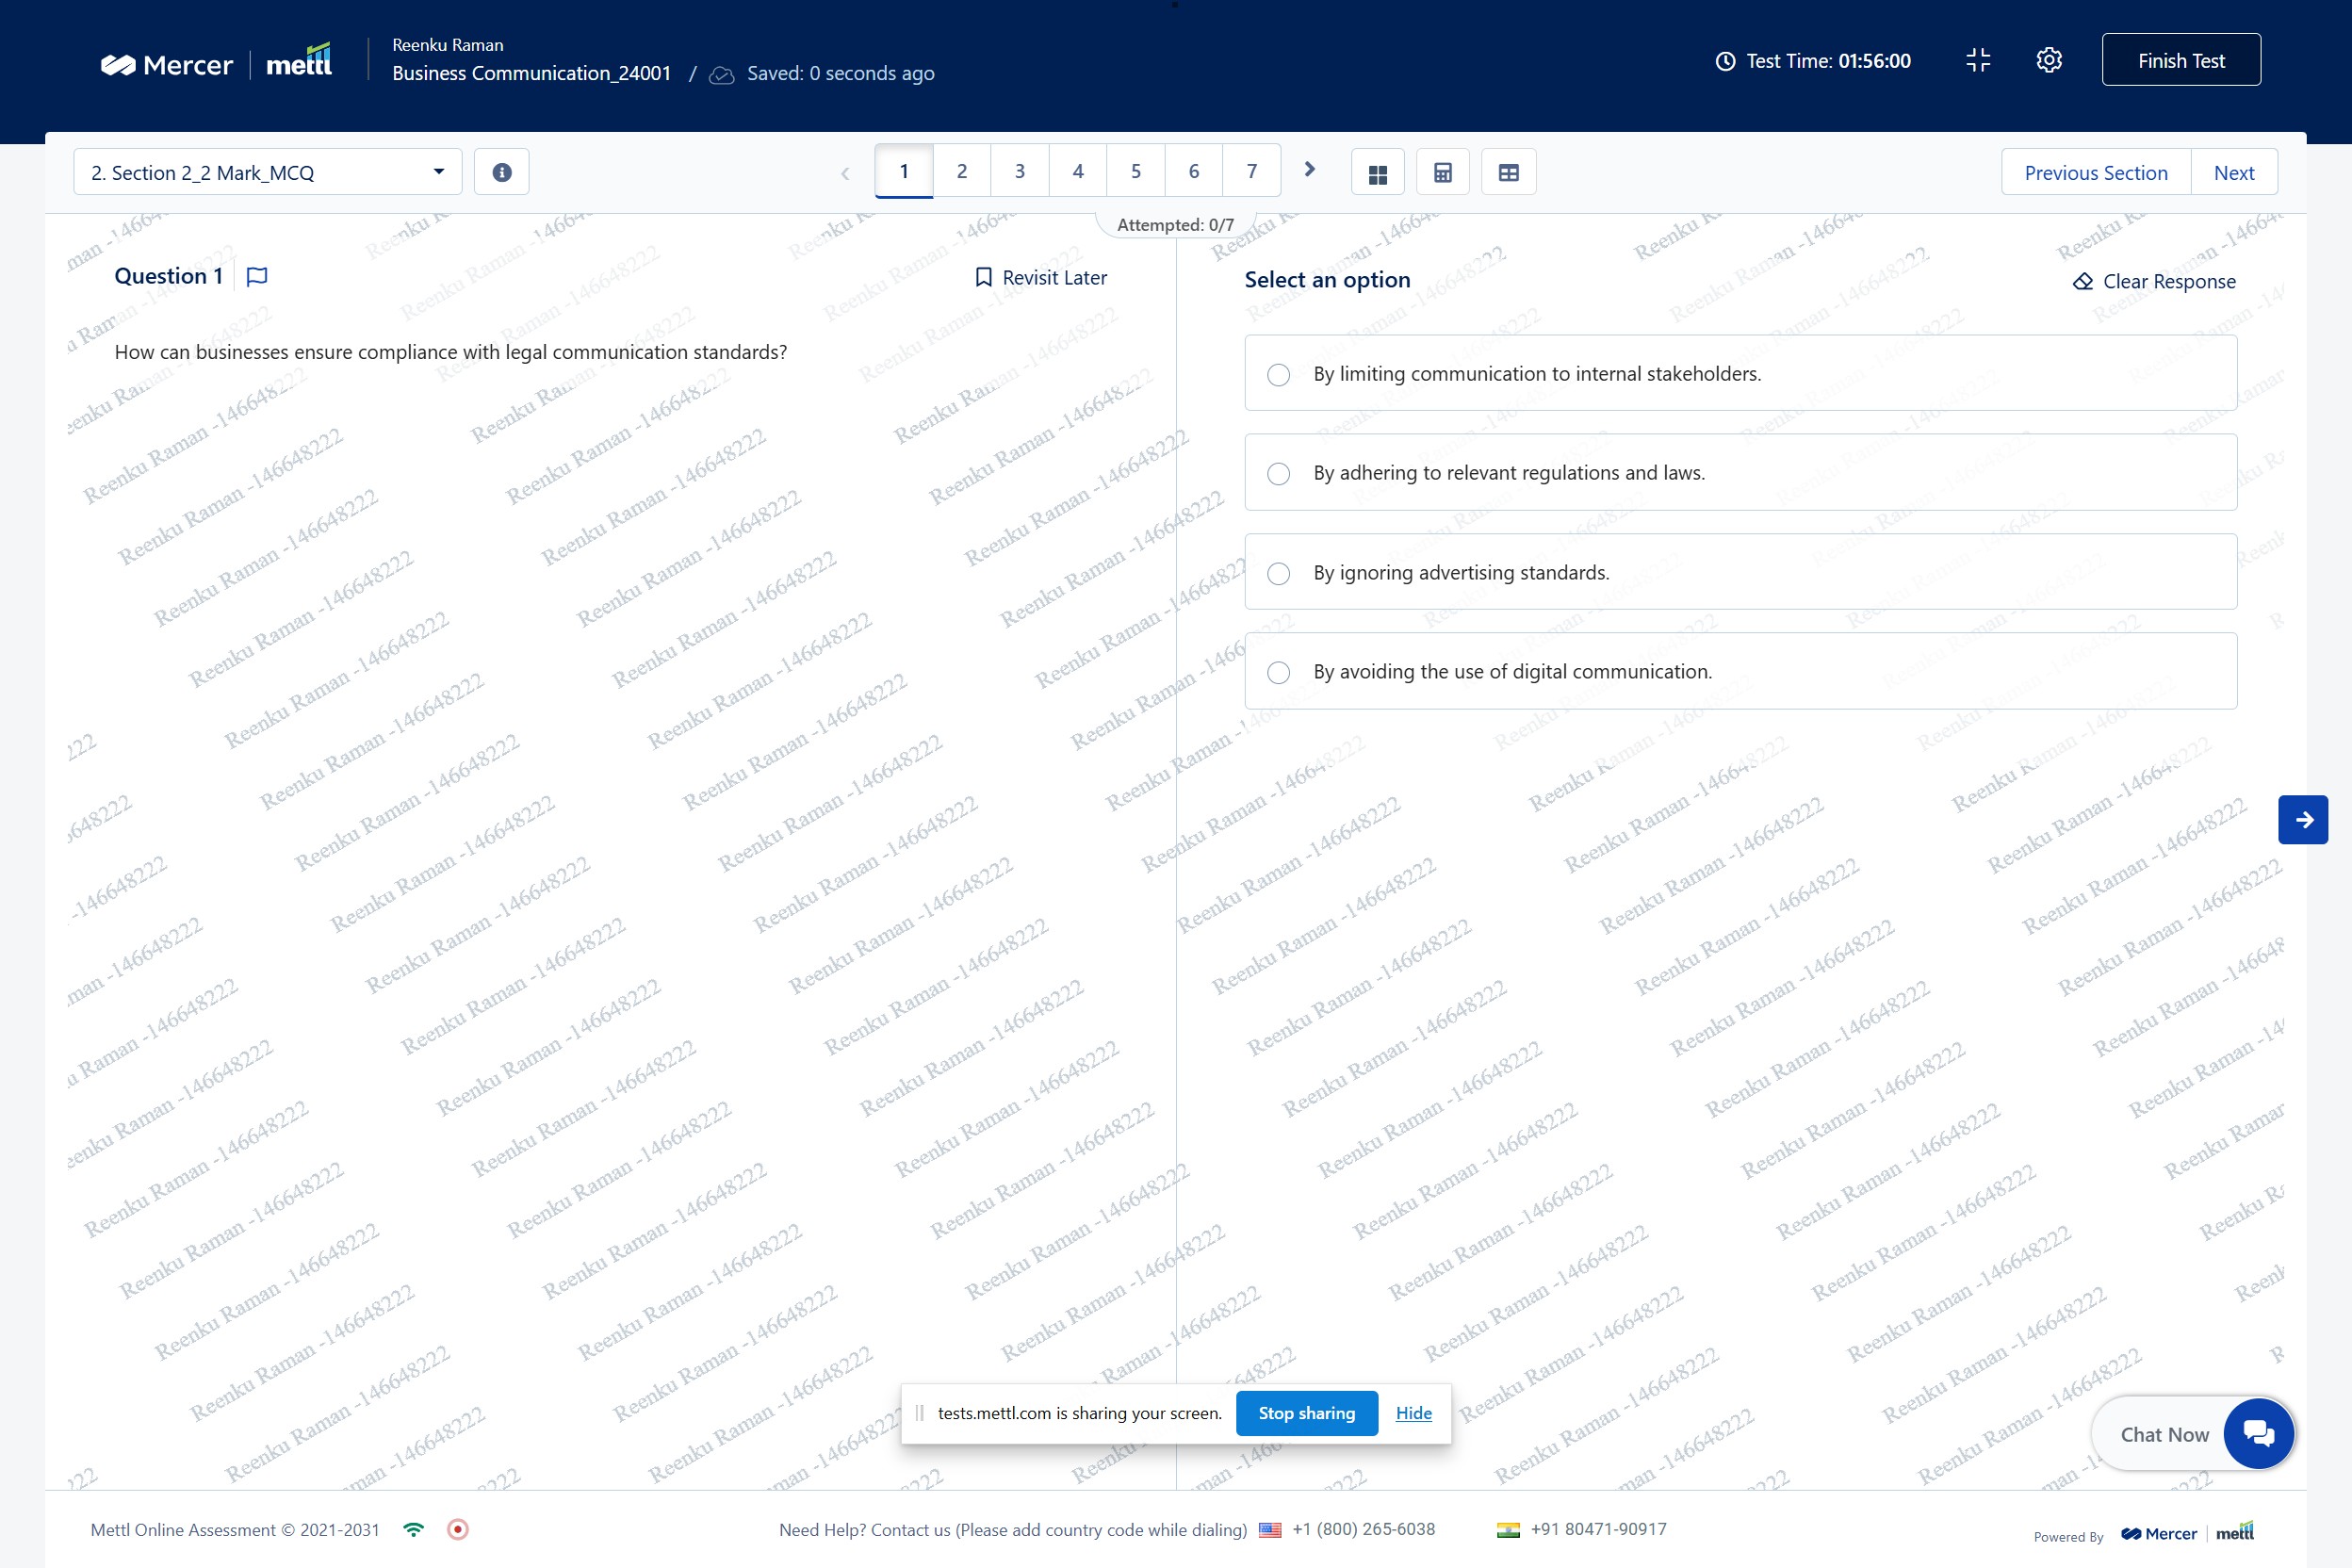 Mercer | mettl
Reenku Raman
Business Communication_24001 / Saved: 0 seconds ago
Test Time: 01:56:00
Finish Test
2. Section 2_2 Mark_MCQ
1 2 3 4 5 6 7
Previous Section
Next
Attempted: 0/7
Question 1
Revisit Later
How can businesses ensure compliance with legal communication standards?
Select an option
Clear Response
By limiting communication to internal stakeholders.
By adhering to relevant regulations and laws.
By ignoring advertising standards.
By avoiding the use of digital communication.
Reenku Raman -146648222
tests.mettl.com is sharing your screen.
Stop sharing
Hide
Chat Now
Mettl Online Assessment © 2021-2031
Need Help? Contact us (Please add country code while dialing) +1 (800) 265-6038 +91 80471-90917
Powered By Mercer | mettl